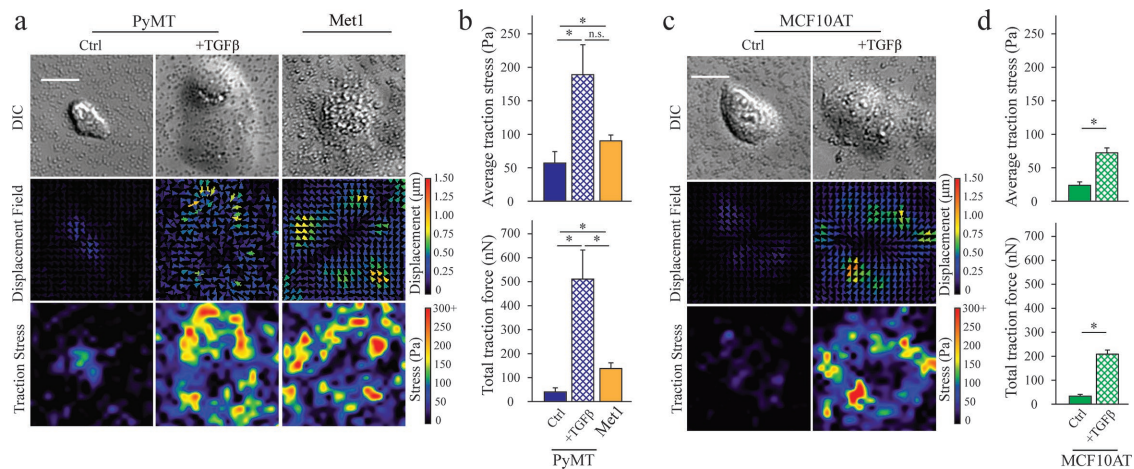 a
PyMT
Met1
Ctrl
+TGFβ
DIC
Displacement Field
Traction Stress
1.50
1.25
1.00
0.75
0.50
0.25
0
Displacement (μm)
300+
250
200
150
100
50
0
Stress (Pa)
b
Average traction stress (Pa)
250
200
150
100
50
0
*
*
n.s.
Total traction force (nN)
700
600
500
400
300
200
100
0
*
*
*
Ctrl
+TGFβ
Met1
PyMT
c
MCF10AT
Ctrl
+TGFβ
DIC
Displacement Field
Traction Stress
1.50
1.25
1.00
0.75
0.50
0.25
0
Displacement (μm)
300+
250
200
150
100
50
0
Stress (Pa)
d
Average traction stress (Pa)
250
200
150
100
50
0
*
Total traction force (nN)
700
600
500
400
300
200
100
0
*
Ctrl
+TGFβ
MCF10AT